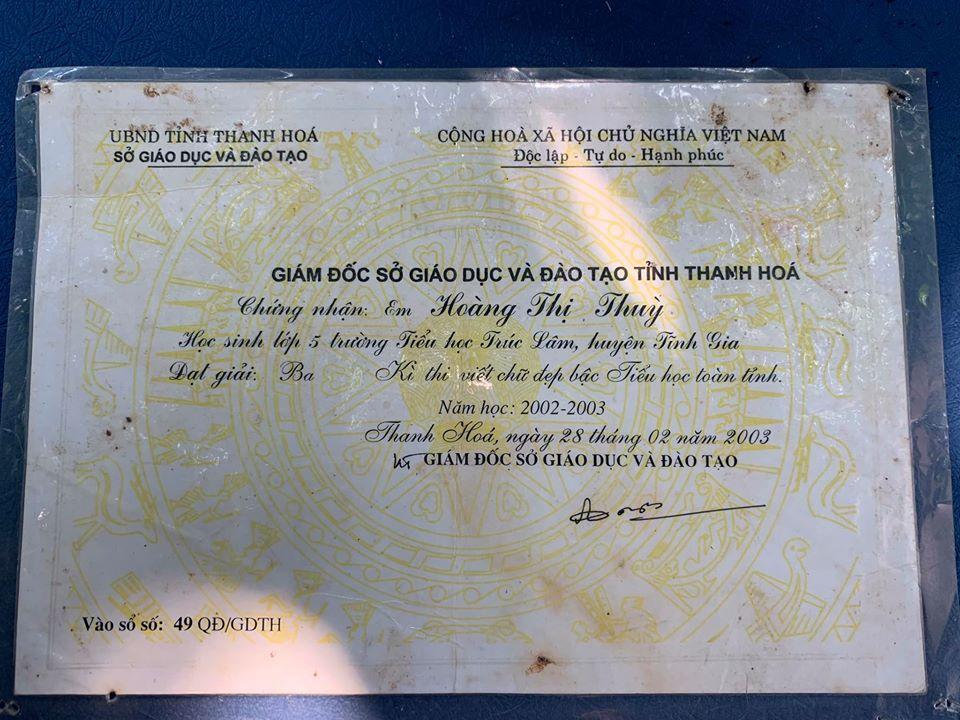 UBND TỈNH THANH HOÁ
SỞ GIÁO DỤC VÀ ĐÀO TẠO
CỘNG HOÀ XÃ HỘI CHỦ NGHĨA VIỆT NAM
Độc lập - Tự do - Hạnh phúc
GIÁM ĐỐC SỞ GIÁO DỤC VÀ ĐÀO TẠO TỈNH THANH HOÁ
Chứng nhận: Em Hoàng Thị Thuỳ
Học sinh lớp 5 trường Tiểu học Trúc Lâm, huyện Tĩnh Gia
Đạt giải: Ba Kì thi viết chữ đẹp bậc Tiểu học toàn tỉnh.
Năm học: 2002-2003
Thanh Hoá, ngày 28 tháng 02 năm 2003
GIÁM ĐỐC SỞ GIÁO DỤC VÀ ĐÀO TẠO
Vào sổ số: 49 QĐ/GDTH